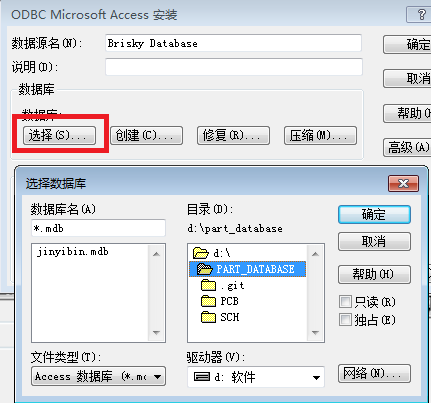 ODBC Microsoft Access 安装
数据源名(N): Brisky Database 确定
说明(D): 取消
数据库
数据库:
选择(S)... 创建(C)... 修复(R)... 压缩(M)... 帮助(H)
高级(A)
选择数据库
数据库名(A) 目录(D): 确定
*.mdb d:\part_database 取消
jinyibin.mdb d:\
PART_DATABASE 帮助(H)
.git
PCB 只读(R)
SCH 独占(E)
文件类型(T): 驱动器(V):
Access 数据库 (*.m d: 软件 网络(N)...